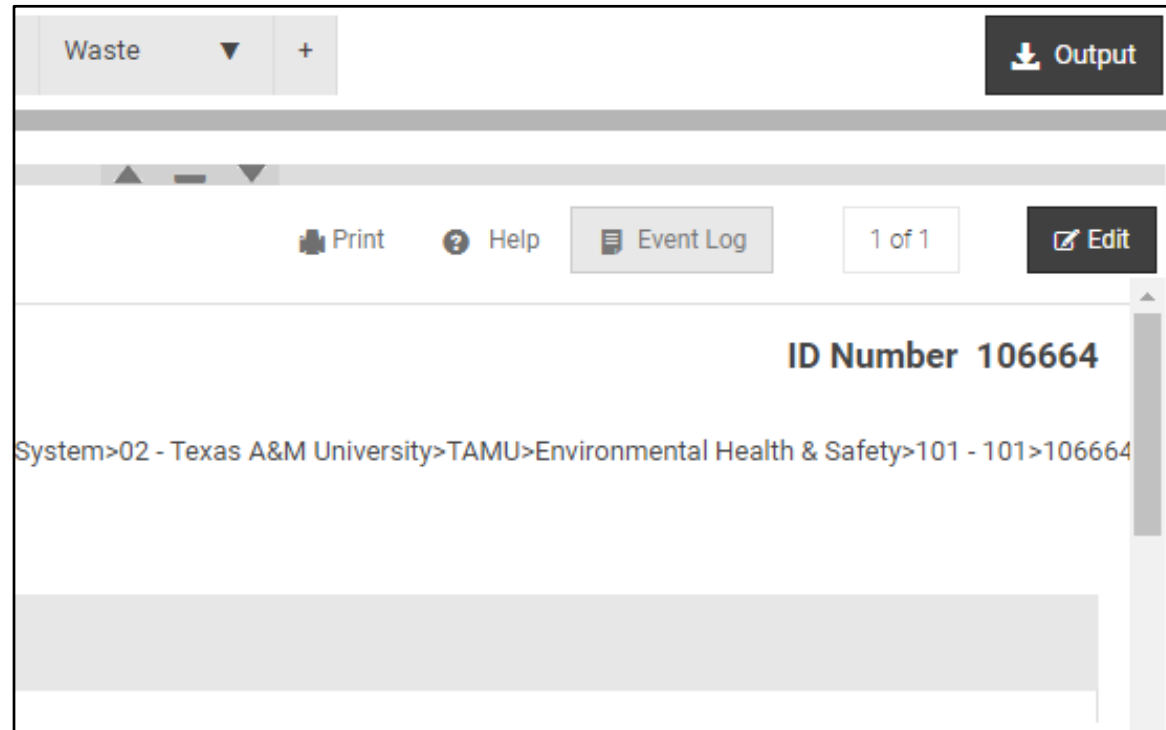 Waste ▼ + Output
Print Help Event Log 1 of 1 Edit
ID Number 106664
System>02 - Texas A&M University>TAMU>Environmental Health & Safety>101 - 101>106664